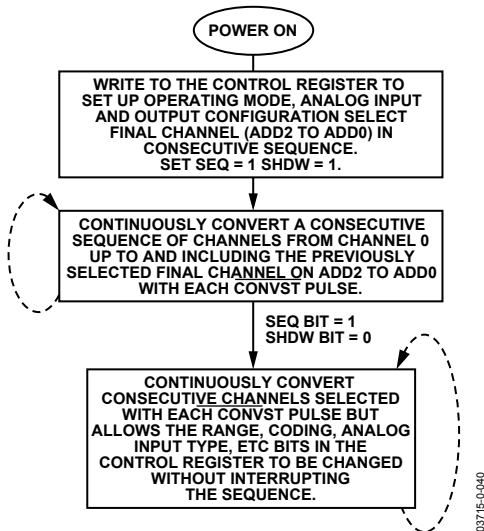 POWER ON
WRITE TO THE CONTROL REGISTER TO
SET UP OPERATING MODE, ANALOG INPUT
AND OUTPUT CONFIGURATION SELECT
FINAL CHANNEL (ADD2 TO ADD0) IN
CONSECUTIVE SEQUENCE.
SET SEQ = 1 SHDW = 1.
CONTINUOUSLY CONVERT A CONSECUTIVE
SEQUENCE OF CHANNELS FROM CHANNEL 0
UP TO AND INCLUDING THE PREVIOUSLY
SELECTED FINAL CHANNEL ON ADD2 TO ADD0
WITH EACH CONVST PULSE.
SEQ BIT = 1
SHDW BIT = 0
CONTINUOUSLY CONVERT
CONSECUTIVE CHANNELS SELECTED
WITH EACH CONVST PULSE BUT
ALLOWS THE RANGE, CODING, ANALOG
INPUT TYPE, ETC BITS IN THE
CONTROL REGISTER TO BE CHANGED
WITHOUT INTERRUPTING
THE SEQUENCE.
03715-0-040